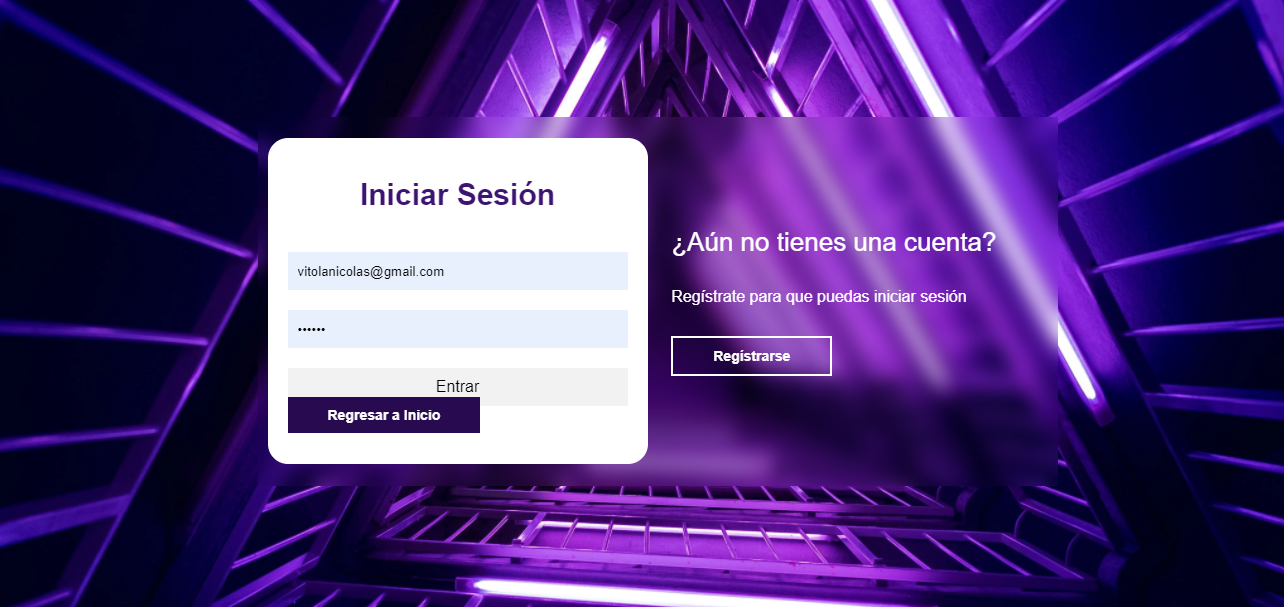 Iniciar Sesión
vitolanicolas@gmail.com
••••••
Entrar
Regresar a Inicio
¿Aún no tienes una cuenta?
Regístrate para que puedas iniciar sesión
Regístrarse